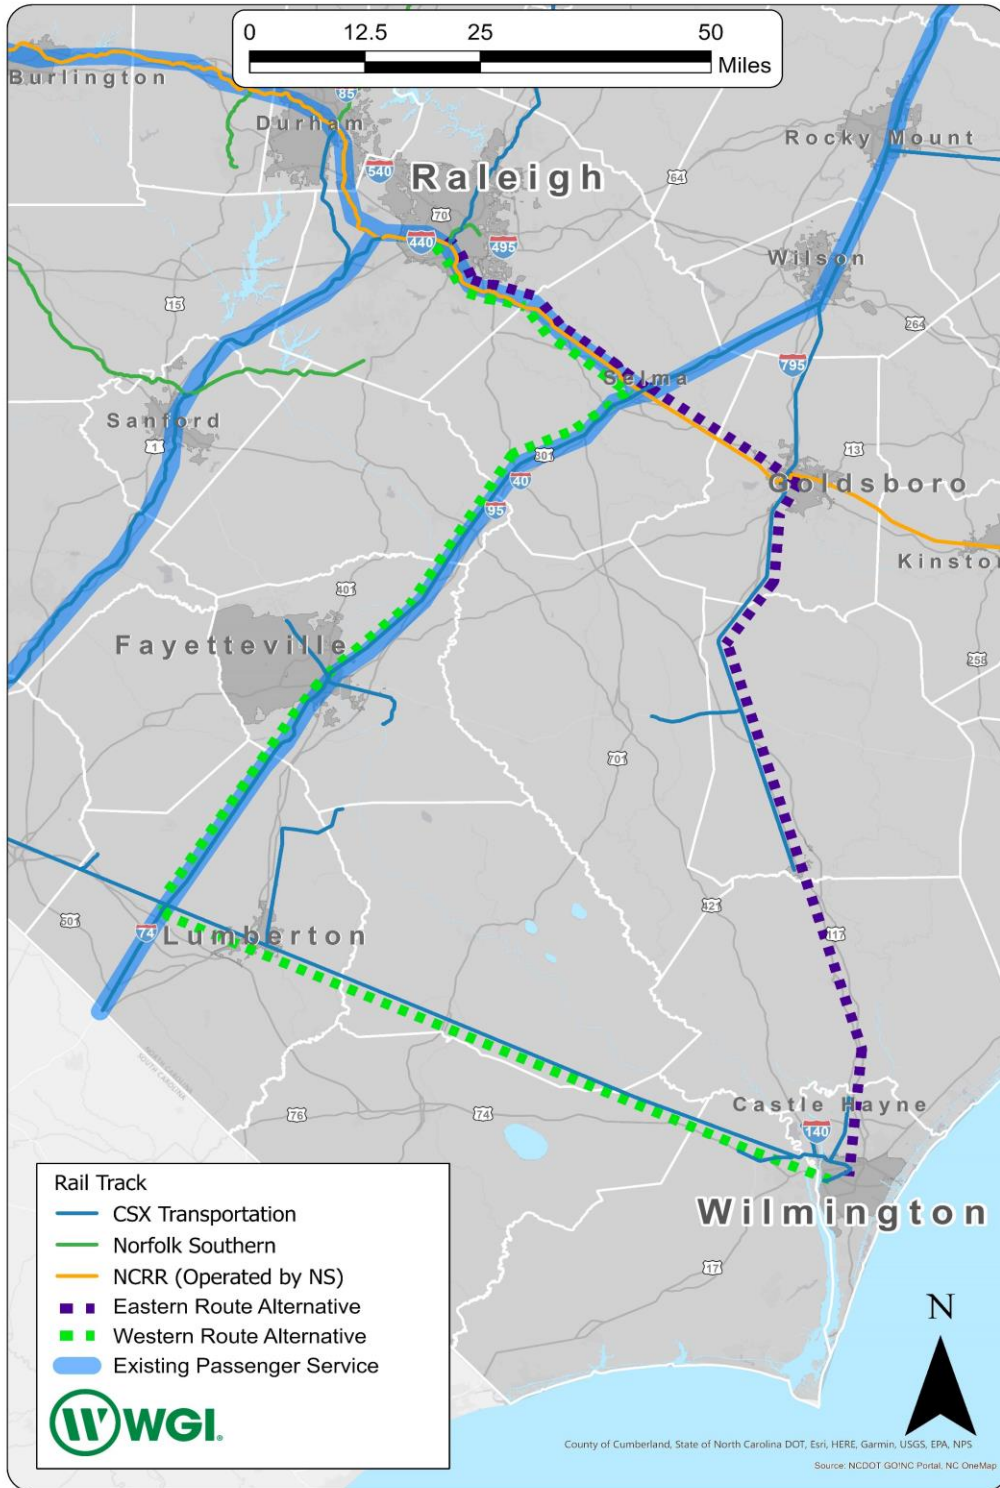 0 12.5 25 50
Miles
Burlington
85
Durham
Rocky Mount
540
Raleigh
64
70
440
495
Wilson
15
264
795
Selma
Sanford
1
13
301
Goldsboro
40
95
Kinston
401
Fayetteville
258
701
421
501
74
Lumberton
117
NORTH CAROLINA
SOUTH CAROLINA
76
74
Castle Hayne
140
Wilmington
17
Rail Track
CSX Transportation
Norfolk Southern
NCRR (Operated by NS)
Eastern Route Alternative
Western Route Alternative
Existing Passenger Service
WGI.
N
County of Cumberland, State of North Carolina DOT, Esri, HERE, Garmin, USGS, EPA, NPS
Source: NCDOT GO!NC Portal, NC OneMap